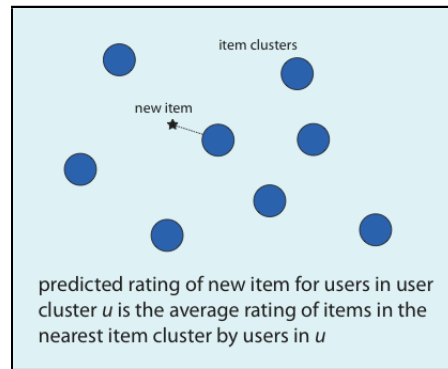 item clusters
new item
predicted rating of new item for users in user
cluster u is the average rating of items in the
nearest item cluster by users in u